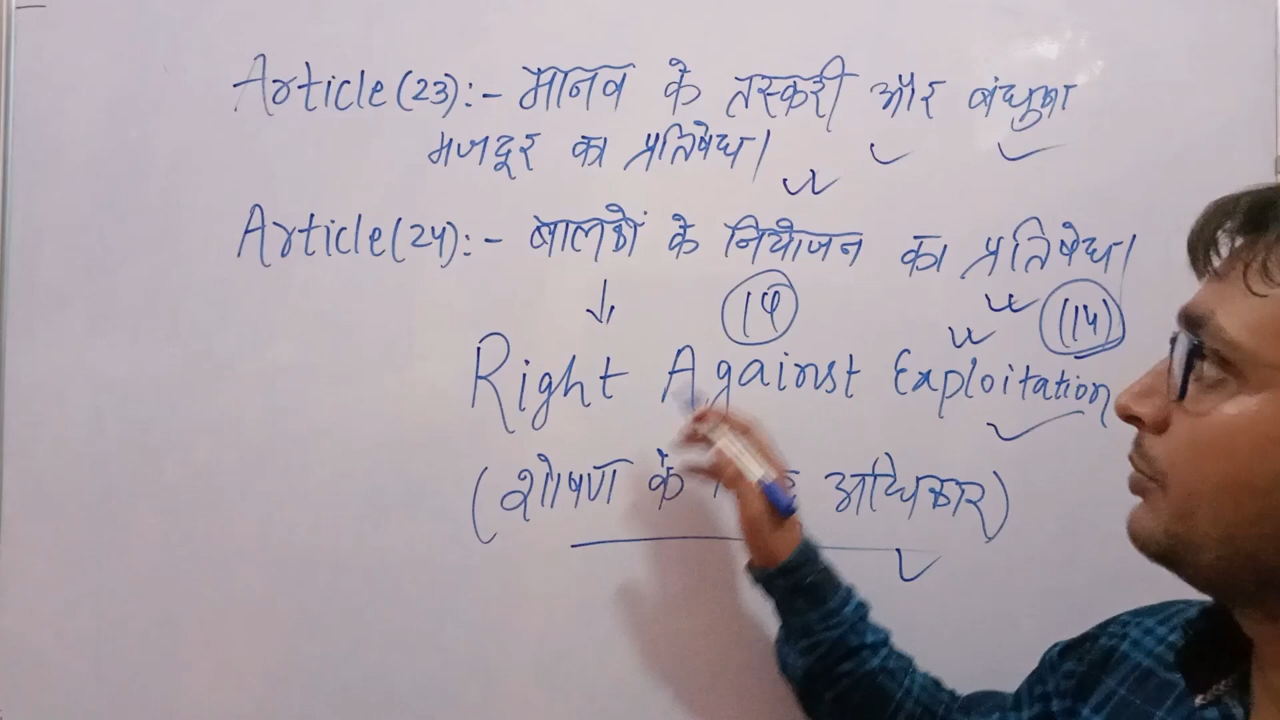 Article(23):- मानव के तस्करी और बंधुआ
मजदूर का प्रतिषेध।
Article(24):- बालकों के नियोजन का प्रतिषेध।
(14) (14)
Right Against Exploitation
(शोषण के अधिकार)